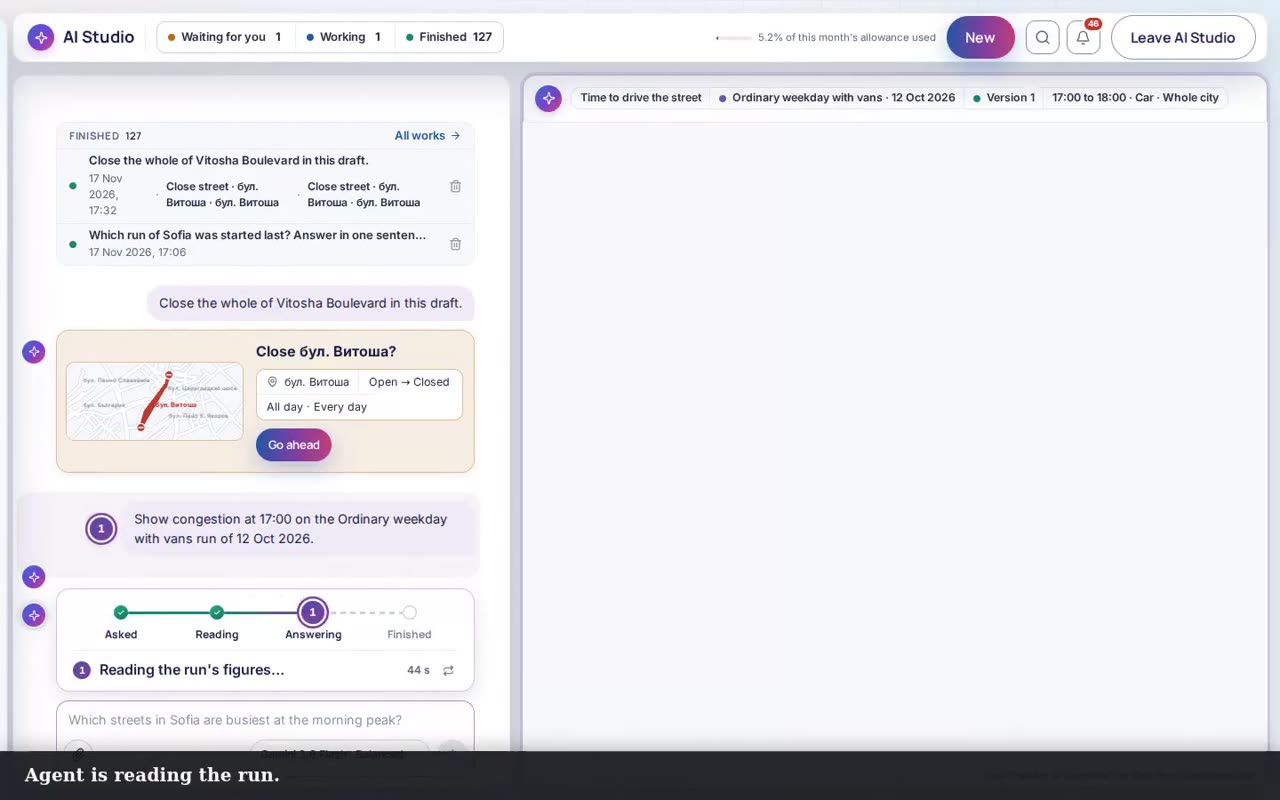 AI Studio
Waiting for you 1
Working 1
Finished 127
5.2% of this month's allowance used
New
46
Leave AI Studio
Time to drive the street
Ordinary weekday with vans · 12 Oct 2026
Version 1
17:00 to 18:00 · Car · Whole city
FINISHED 127
All works →
Close the whole of Vitosha Boulevard in this draft.
17 Nov 2026, 17:32
· Close street · бул. Витоша · бул. Витоша
· Close street · бул. Витоша · бул. Витоша
Which run of Sofia was started last? Answer in one senten...
17 Nov 2026, 17:06
Close the whole of Vitosha Boulevard in this draft.
Close бул. Витоша?
бул. България
бул. Витоша
бул. Витоша
Open → Closed
All day · Every day
Go ahead
1
Show congestion at 17:00 on the Ordinary weekday
with vans run of 12 Oct 2026.
1
Asked
Reading
Answering
Finished
1 Reading the run's figures...
44 s
Which streets in Sofia are busiest at the morning peak?
Agent is reading the run.